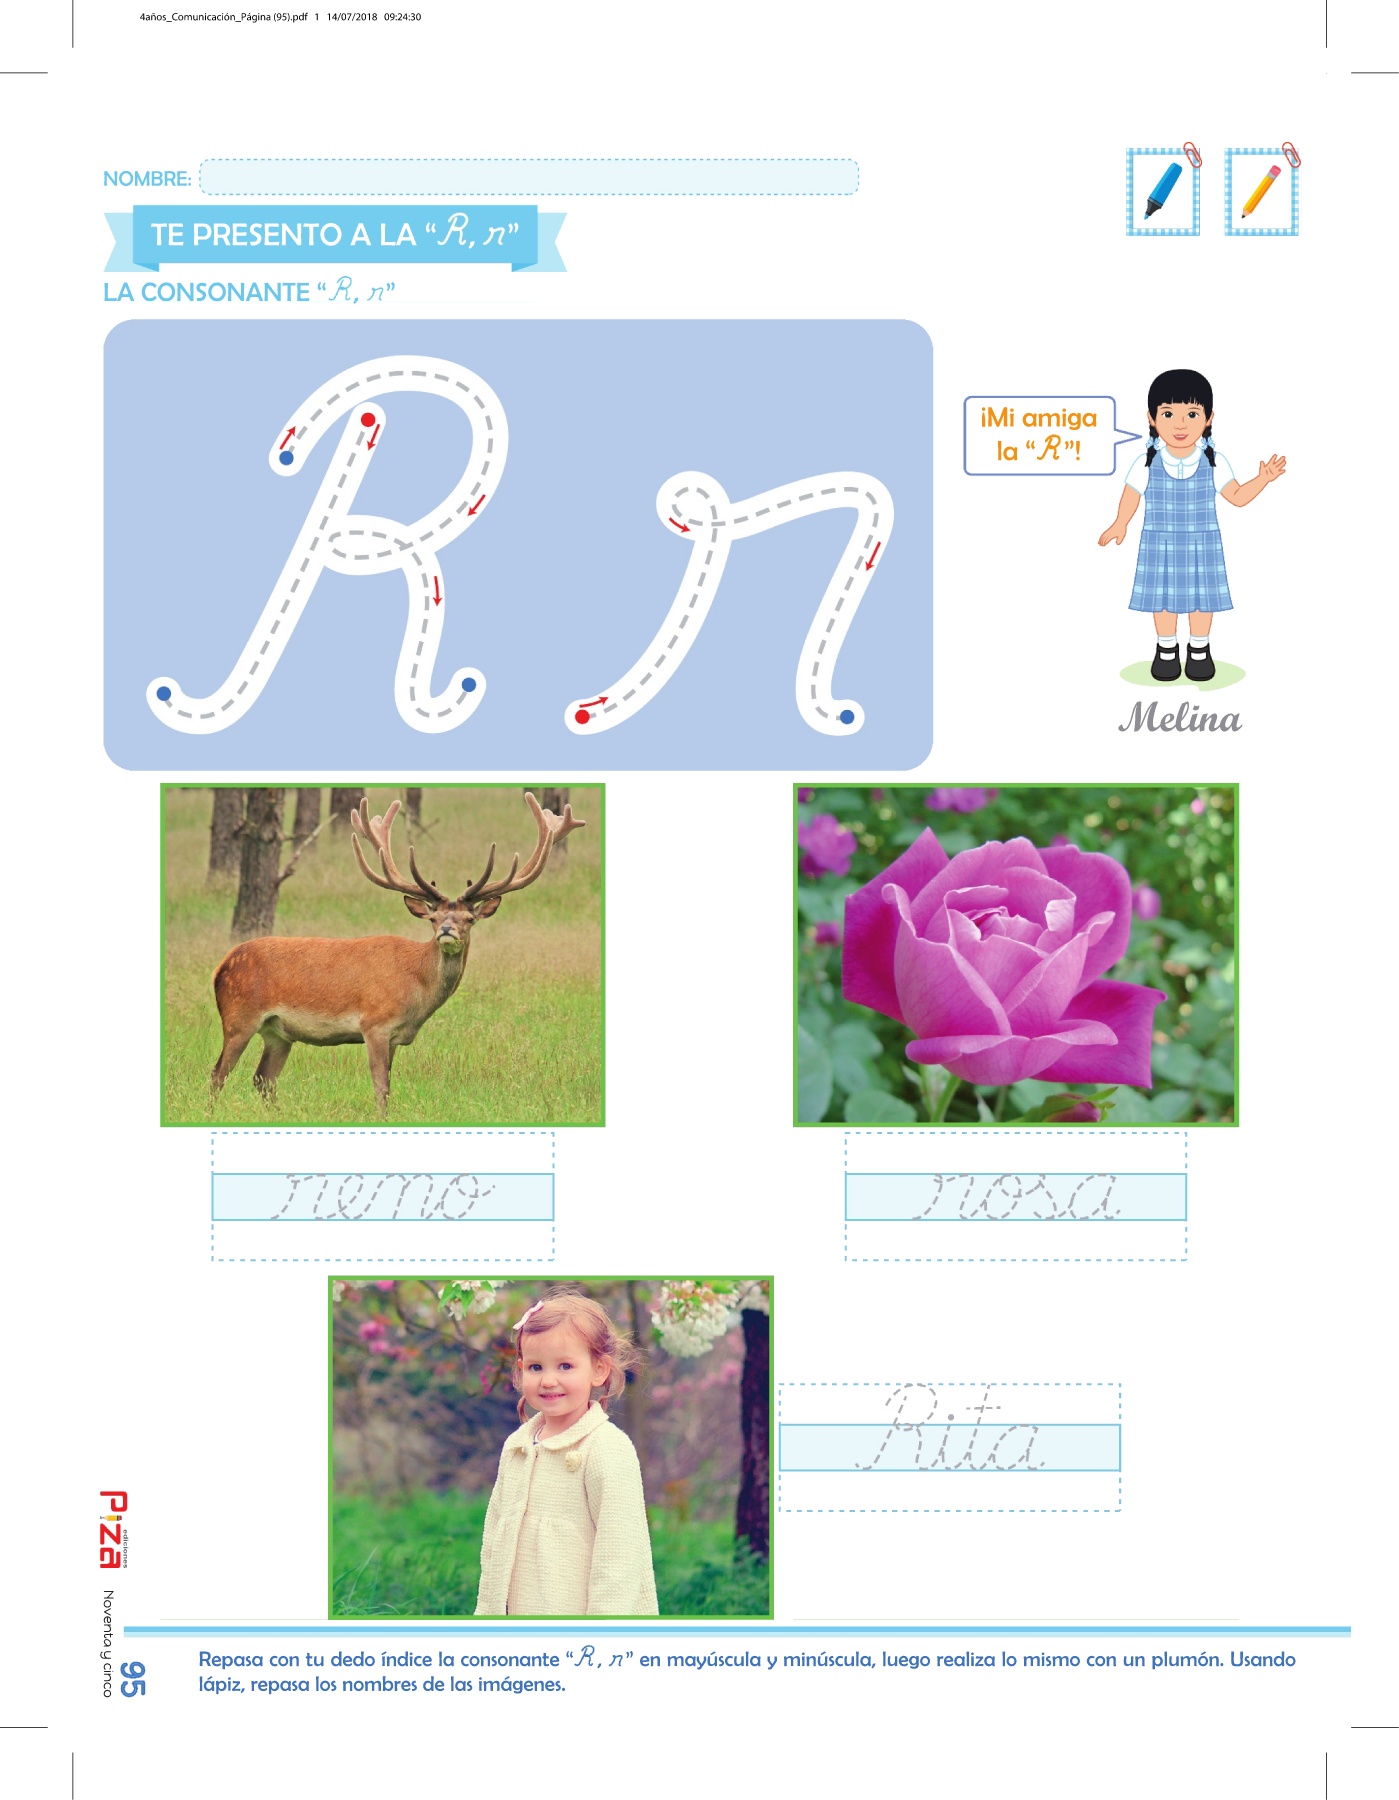 4años_Comunicación_Página (95).pdf 1 14/07/2018 09:24:30
NOMBRE:
TE PRESENTO A LA “R, r”
LA CONSONANTE “R, r”
¡Mi amiga
la “R”!
Melina
reno
rosa
Rita
Piza
ediciones
Noventa y cinco
95
Repasa con tu dedo índice la consonante “R, r” en mayúscula y minúscula, luego realiza lo mismo con un plumón. Usando
lápiz, repasa los nombres de las imágenes.